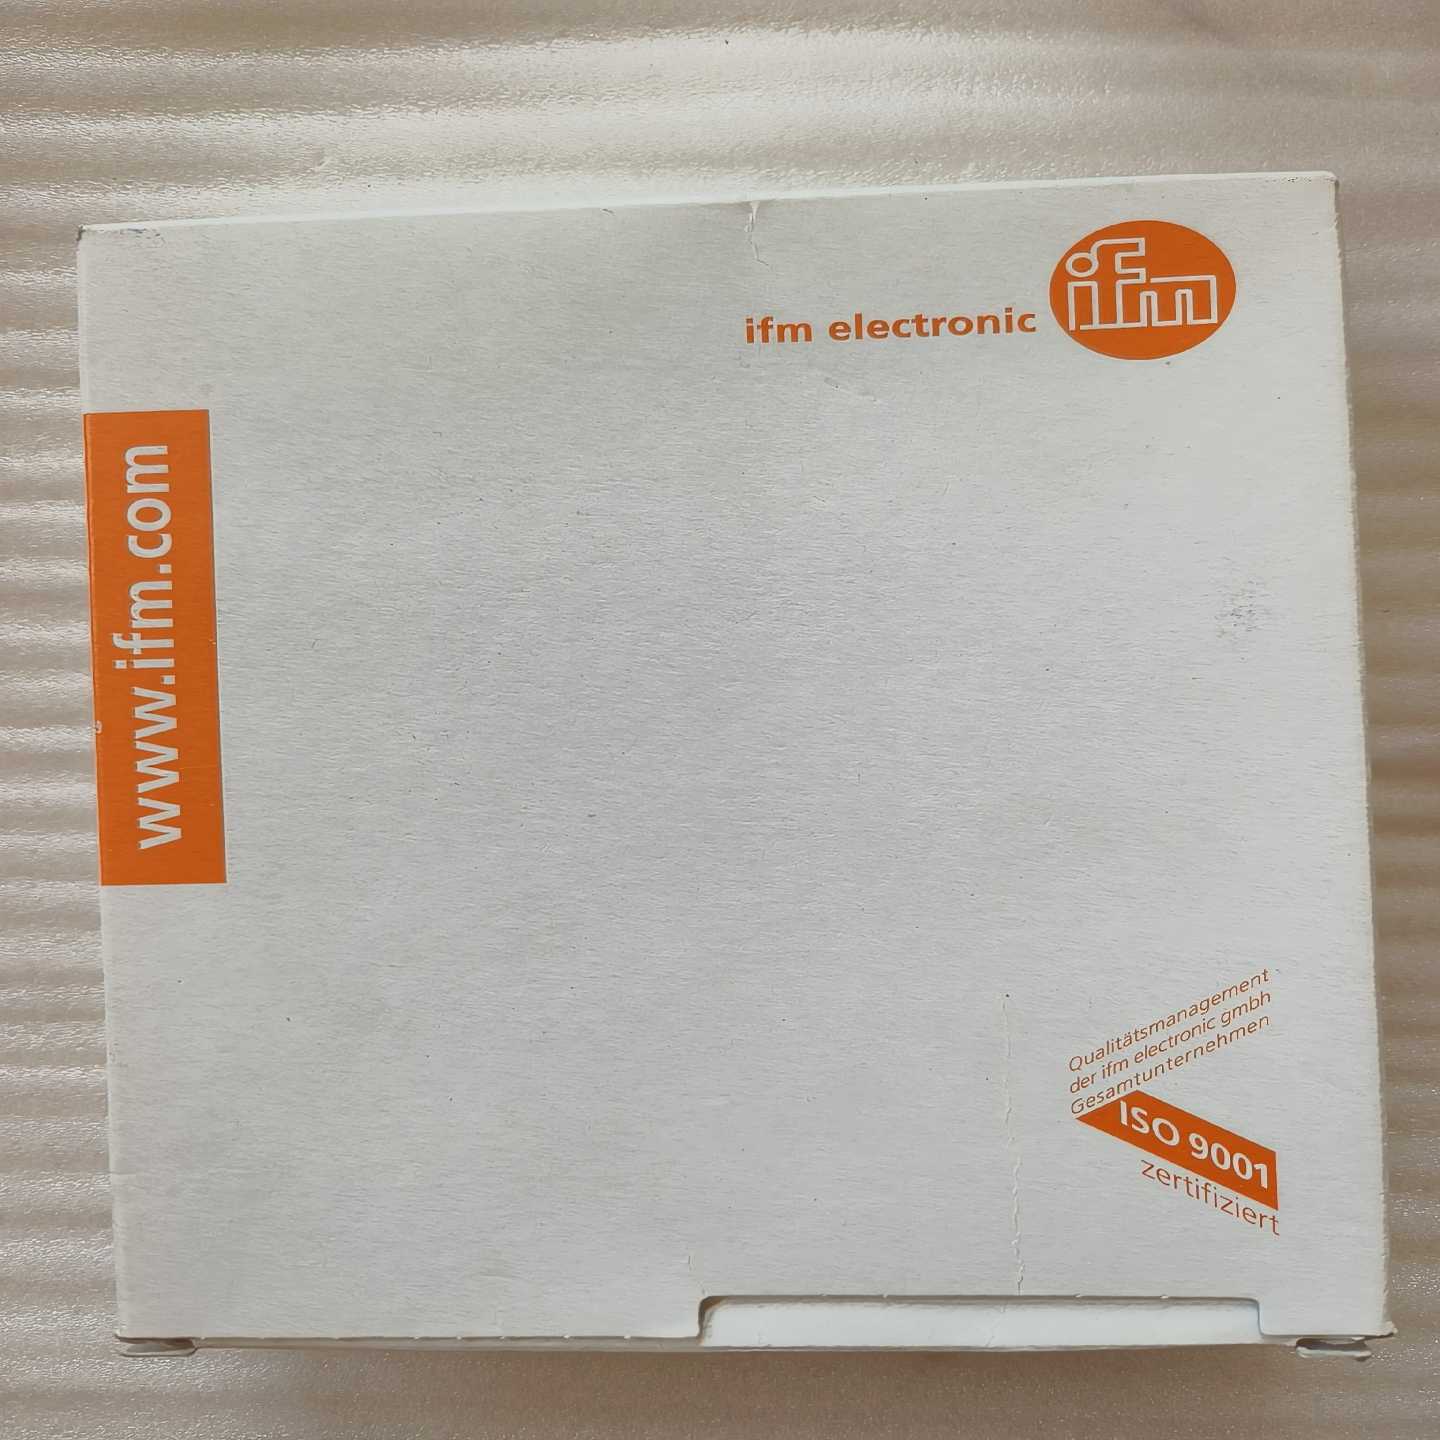 ifm electronic
ifm
www.ifm.com
Qualitätsmanagement
der ifm electronic gmbh
Gesamtunternehmen
ISO 9001
zertifiziert